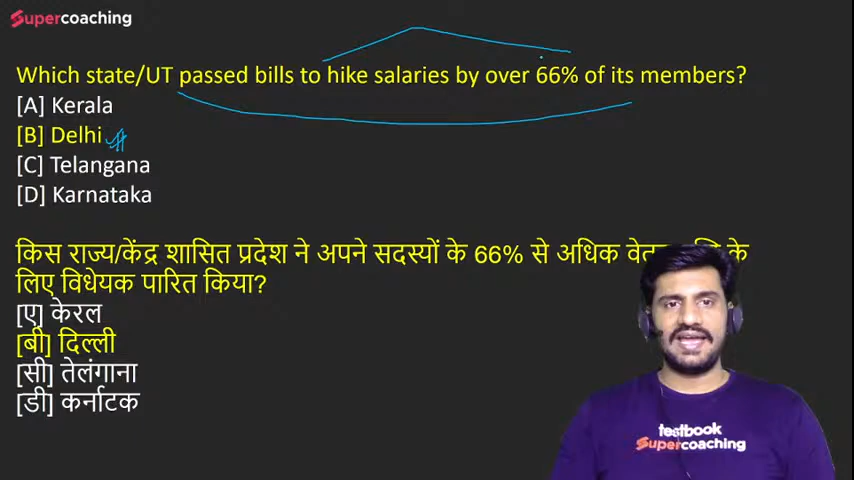 Supercoaching
Which state/UT passed bills to hike salaries by over 66% of its members?
[A] Kerala
[B] Delhi
[C] Telangana
[D] Karnataka
किस राज्य/केंद्र शासित प्रदेश ने अपने सदस्यों के 66% से अधिक के
लिए विधेयक पारित किया?
[ए] केरल
[बी] दिल्ली
[सी] तेलंगाना
[डी] कर्नाटक
testbook
Supercoaching